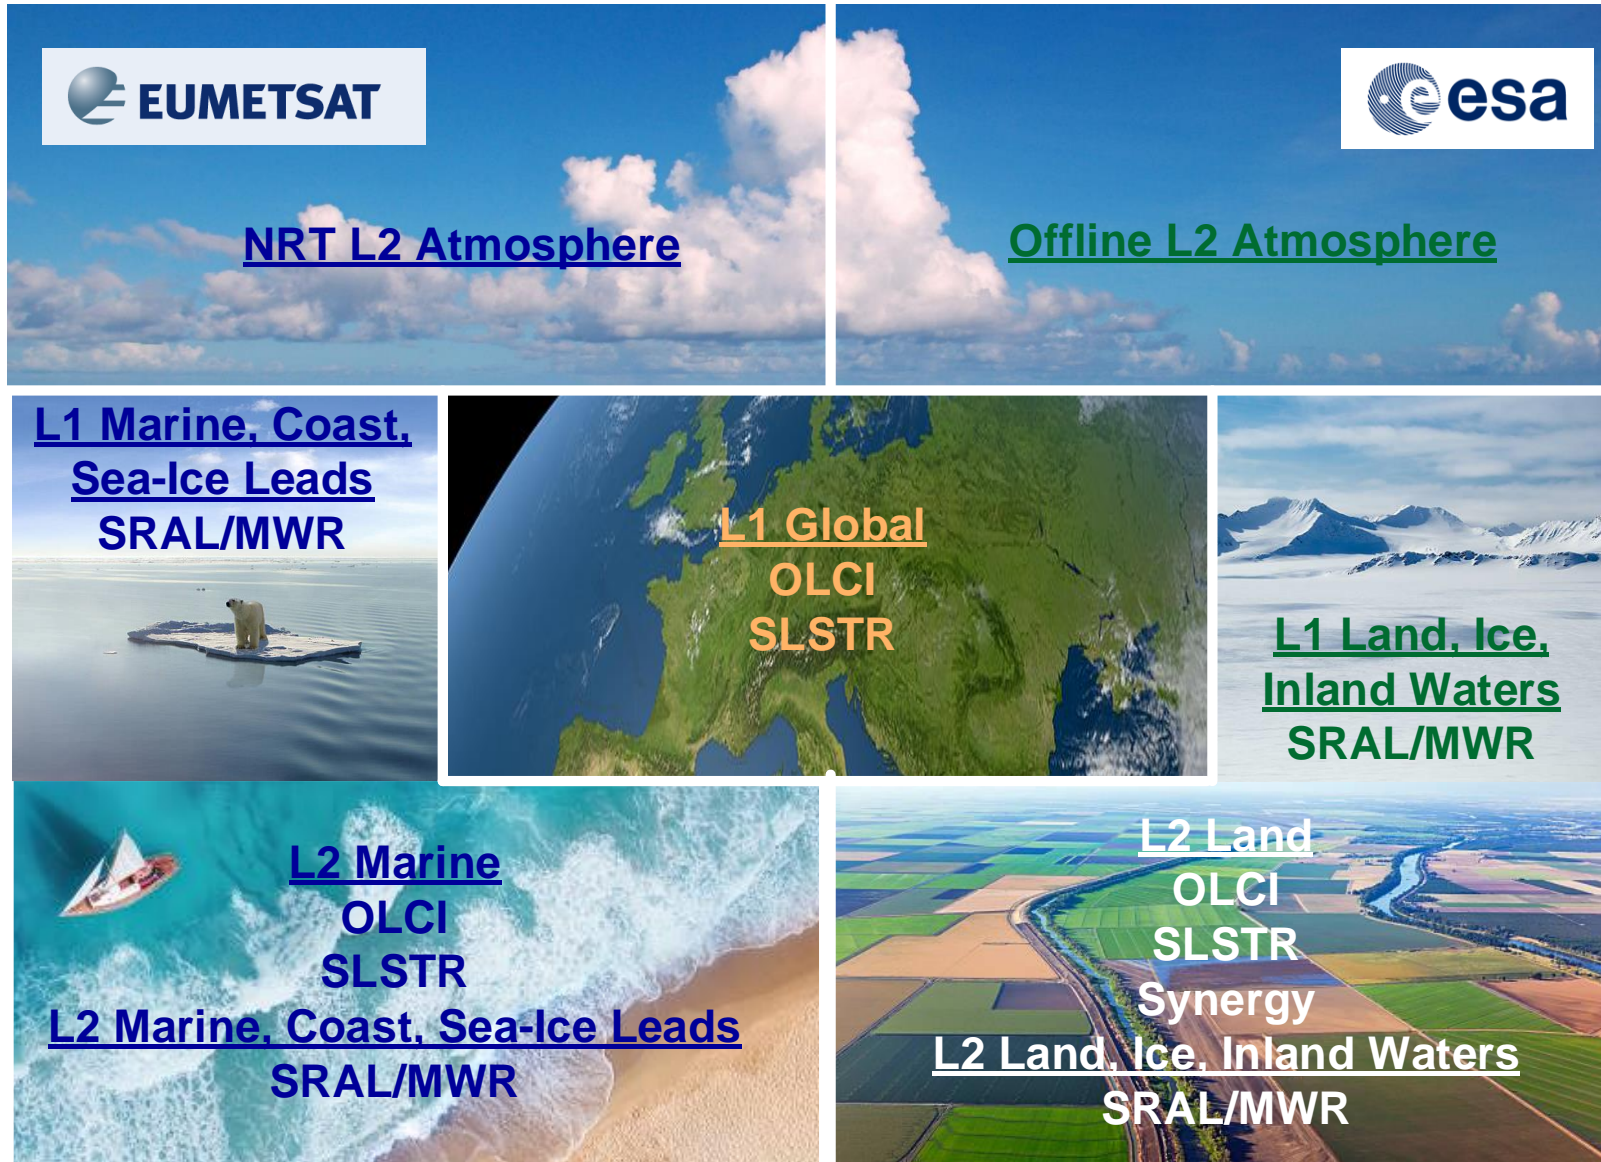 EUMETSAT
esa
NRT L2 Atmosphere
Offline L2 Atmosphere
L1 Marine, Coast,
Sea-Ice Leads
SRAL/MWR
L1 Global
OLCI
SLSTR
L1 Land, Ice,
Inland Waters
SRAL/MWR
L2 Marine
OLCI
SLSTR
L2 Marine, Coast, Sea-Ice Leads
SRAL/MWR
L2 Land
OLCI
SLSTR
Synergy
L2 Land, Ice, Inland Waters
SRAL/MWR